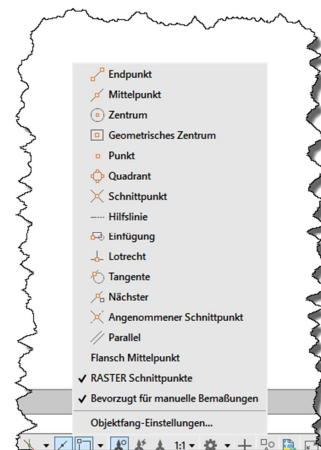 Endpunkt
Mittelpunkt
Zentrum
Geometrisches Zentrum
Punkt
Quadrant
Schnittpunkt
Hilfslinie
Einfügung
Lotrecht
Tangente
Nächster
Angenommener Schnittpunkt
Parallel
Flansch Mittelpunkt
RASTER Schnittpunkte
Bevorzugt für manuelle Bemaßungen
Objektfang-Einstellungen...
1:1